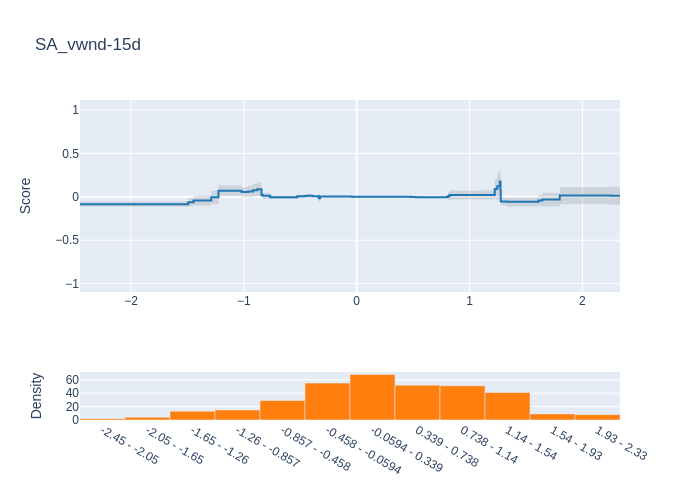 SA_vwnd-15d
Score
1
0.5
0
−0.5
−1
−2
−1
0
1
2
Density
60
40
20
0
-2.45 - -2.05
-2.05 - -1.65
-1.65 - -1.26
-1.26 - -0.857
-0.857 - -0.458
-0.458 - -0.0594
-0.0594 - 0.339
0.339 - 0.738
0.738 - 1.14
1.14 - 1.54
1.54 - 1.93
1.93 - 2.33